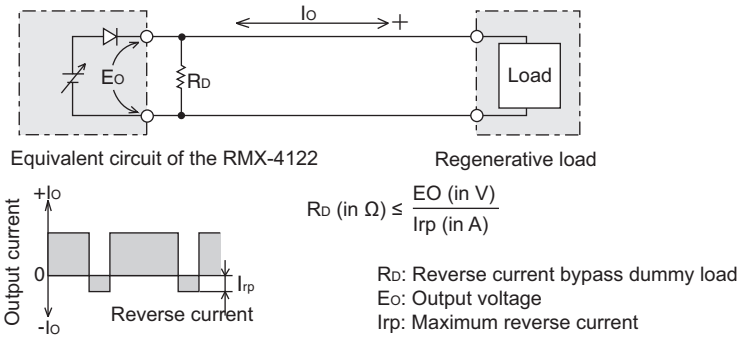 Io
+
Eo
RD
Load
Equivalent circuit of the RMX-4122
Regenerative load
+Io
Output current
0
-Io
Irp
Reverse current
RD (in Ω) ≤ EO (in V)
Irp (in A)
RD: Reverse current bypass dummy load
Eo: Output voltage
Irp: Maximum reverse current